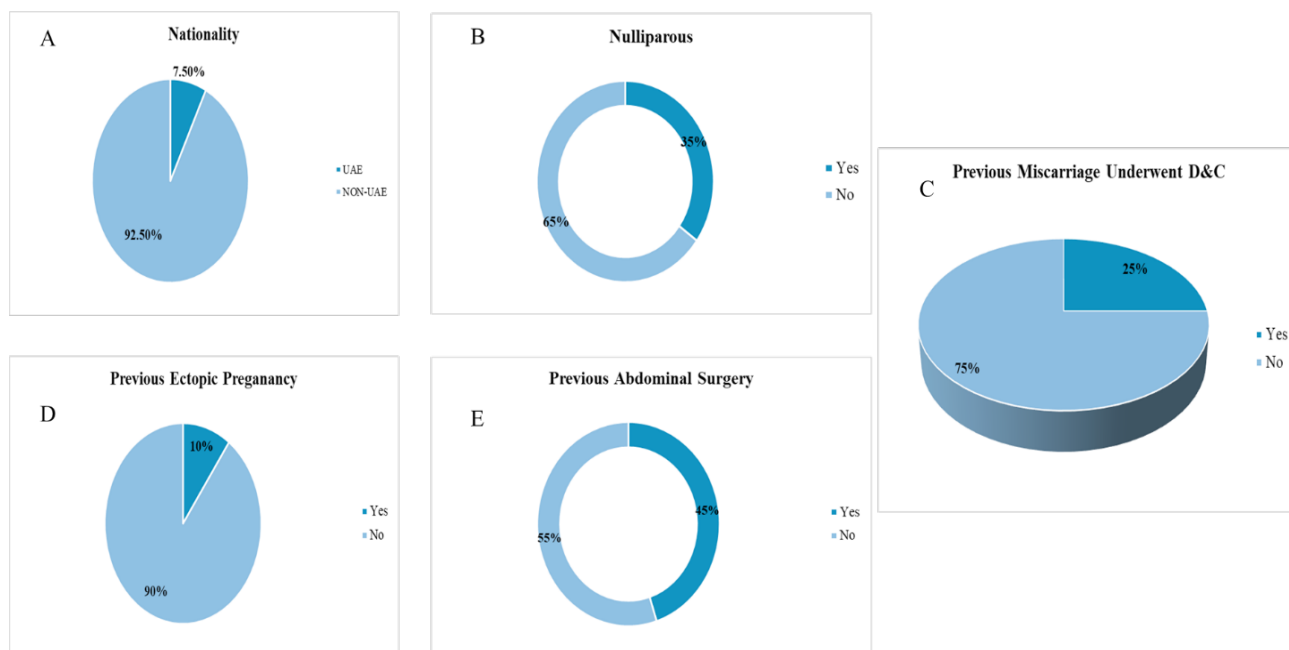 A
Nationality
7.50%
92.50%
UAE
NON-UAE
B
Nulliparous
35%
65%
Yes
No
C
Previous Miscarriage Underwent D&C
25%
75%
Yes
No
D
Previous Ectopic Preganancy
10%
90%
Yes
No
E
Previous Abdominal Surgery
45%
55%
Yes
No